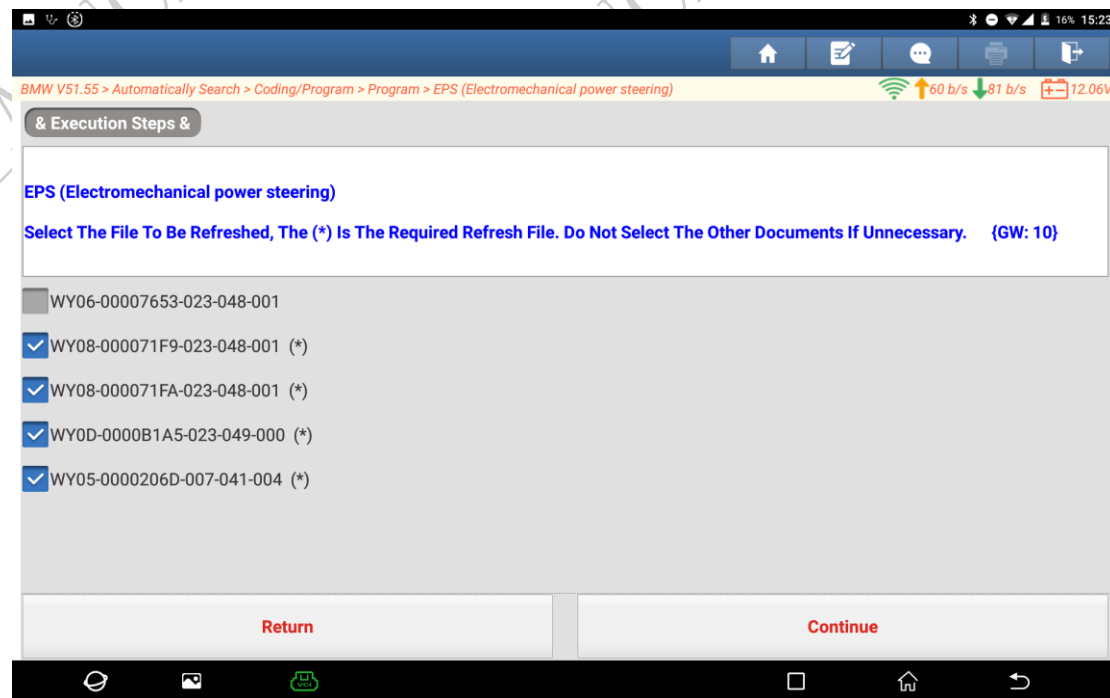 16% 15:23
BMW V51.55 > Automatically Search > Coding/Program > Program > EPS (Electromechanical power steering)
60 b/s 81 b/s 12.06V
& Execution Steps &
EPS (Electromechanical power steering)
Select The File To Be Refreshed, The (*) Is The Required Refresh File. Do Not Select The Other Documents If Unnecessary. {GW: 10}
WY06-00007653-023-048-001
WY08-000071F9-023-048-001 (*)
WY08-000071FA-023-048-001 (*)
WY0D-0000B1A5-023-049-000 (*)
WY05-0000206D-007-041-004 (*)
Return Continue
VCI